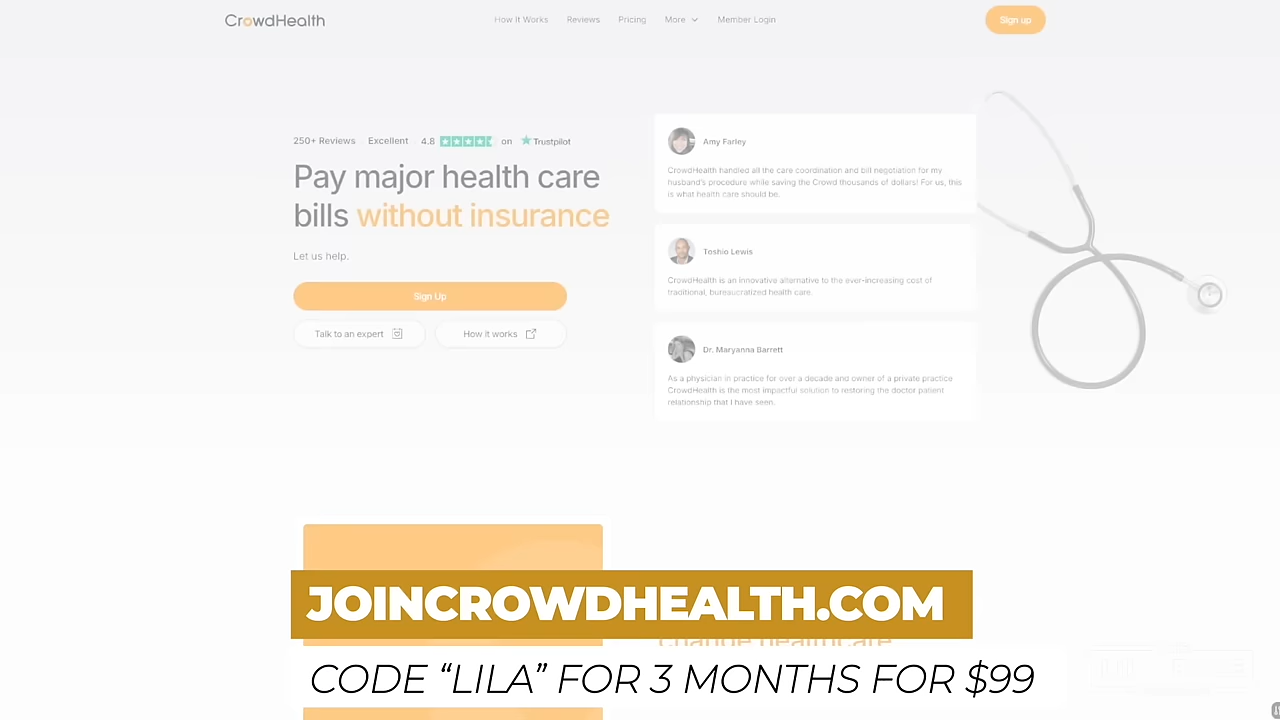 CrowdHealth
How It Works Reviews Pricing More Member Login
Sign up
250+ Reviews Excellent 4.8 on Trustpilot
Pay major health care
bills without insurance
Let us help.
Sign Up
Talk to an expert How it works
Amy Farley
CrowdHealth handled all the care coordination and bill negotiation for my
husband's procedure while saving the Crowd thousands of dollars! For us, this
is what health care should be.
Toshio Lewis
CrowdHealth is an innovative alternative to the ever-increasing cost of
traditional, bureaucratized health care.
Dr. Maryanna Barrett
As a physician in practice for over a decade and owner of a private practice
CrowdHealth is the most impactful solution to restoring the doctor patient
relationship that I have seen.
JOINCROWDHEALTH.COM
change healthcare
CODE “LILA” FOR 3 MONTHS FOR $99